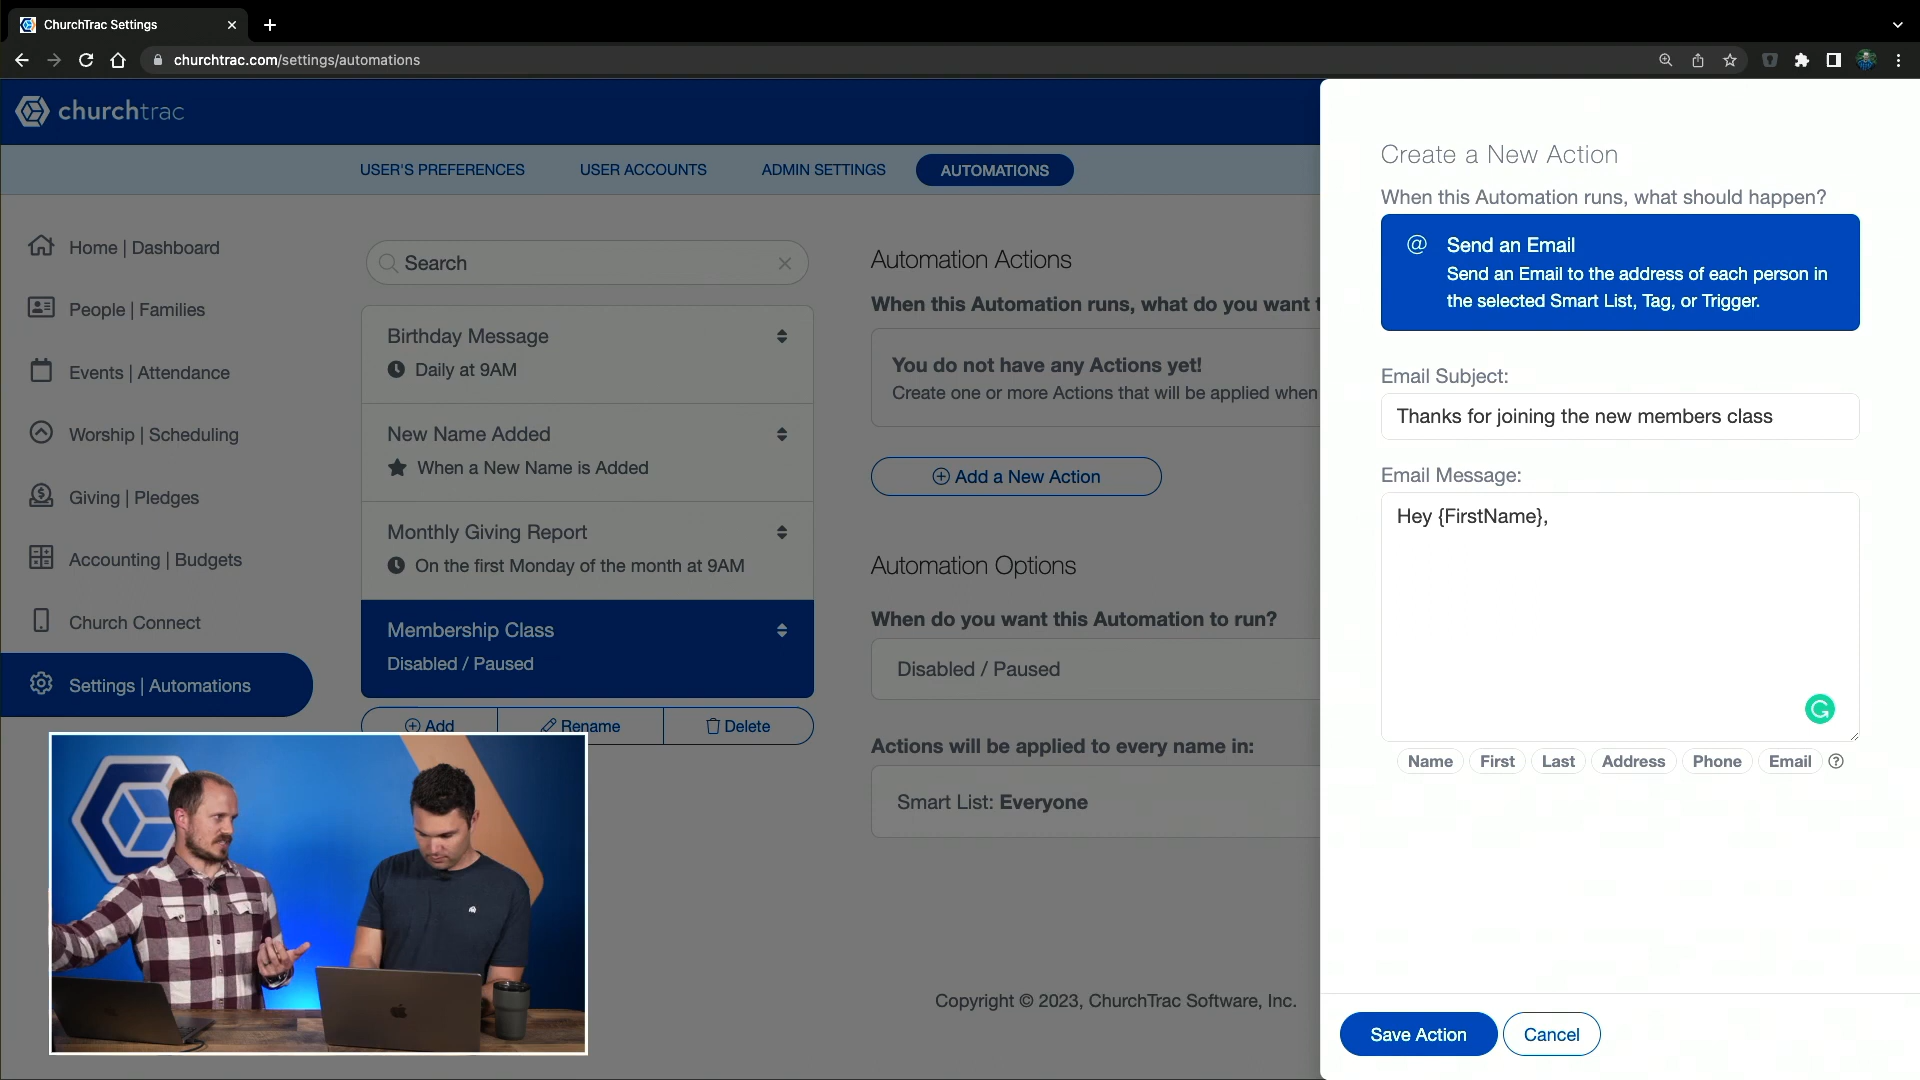 ChurchTrac Settings
churchtrac.com/settings/automations
churchtrac
USER'S PREFERENCES
USER ACCOUNTS
ADMIN SETTINGS
AUTOMATIONS
Home | Dashboard
People | Families
Events | Attendance
Worship | Scheduling
Giving | Pledges
Accounting | Budgets
Church Connect
Settings | Automations
Search
Birthday Message
Daily at 9AM
New Name Added
When a New Name is Added
Monthly Giving Report
On the first Monday of the month at 9AM
Membership Class
Disabled / Paused
Add
Rename
Delete
Automation Actions
When this Automation runs, what do you want t
You do not have any Actions yet!
Create one or more Actions that will be applied when
Add a New Action
Automation Options
When do you want this Automation to run?
Disabled / Paused
Actions will be applied to every name in:
Smart List: Everyone
Copyright © 2023, ChurchTrac Software, Inc.
Create a New Action
When this Automation runs, what should happen?
@ Send an Email
Send an Email to the address of each person in
the selected Smart List, Tag, or Trigger.
Email Subject:
Thanks for joining the new members class
Email Message:
Hey {FirstName},
Name First Last Address Phone Email ?
Save Action
Cancel